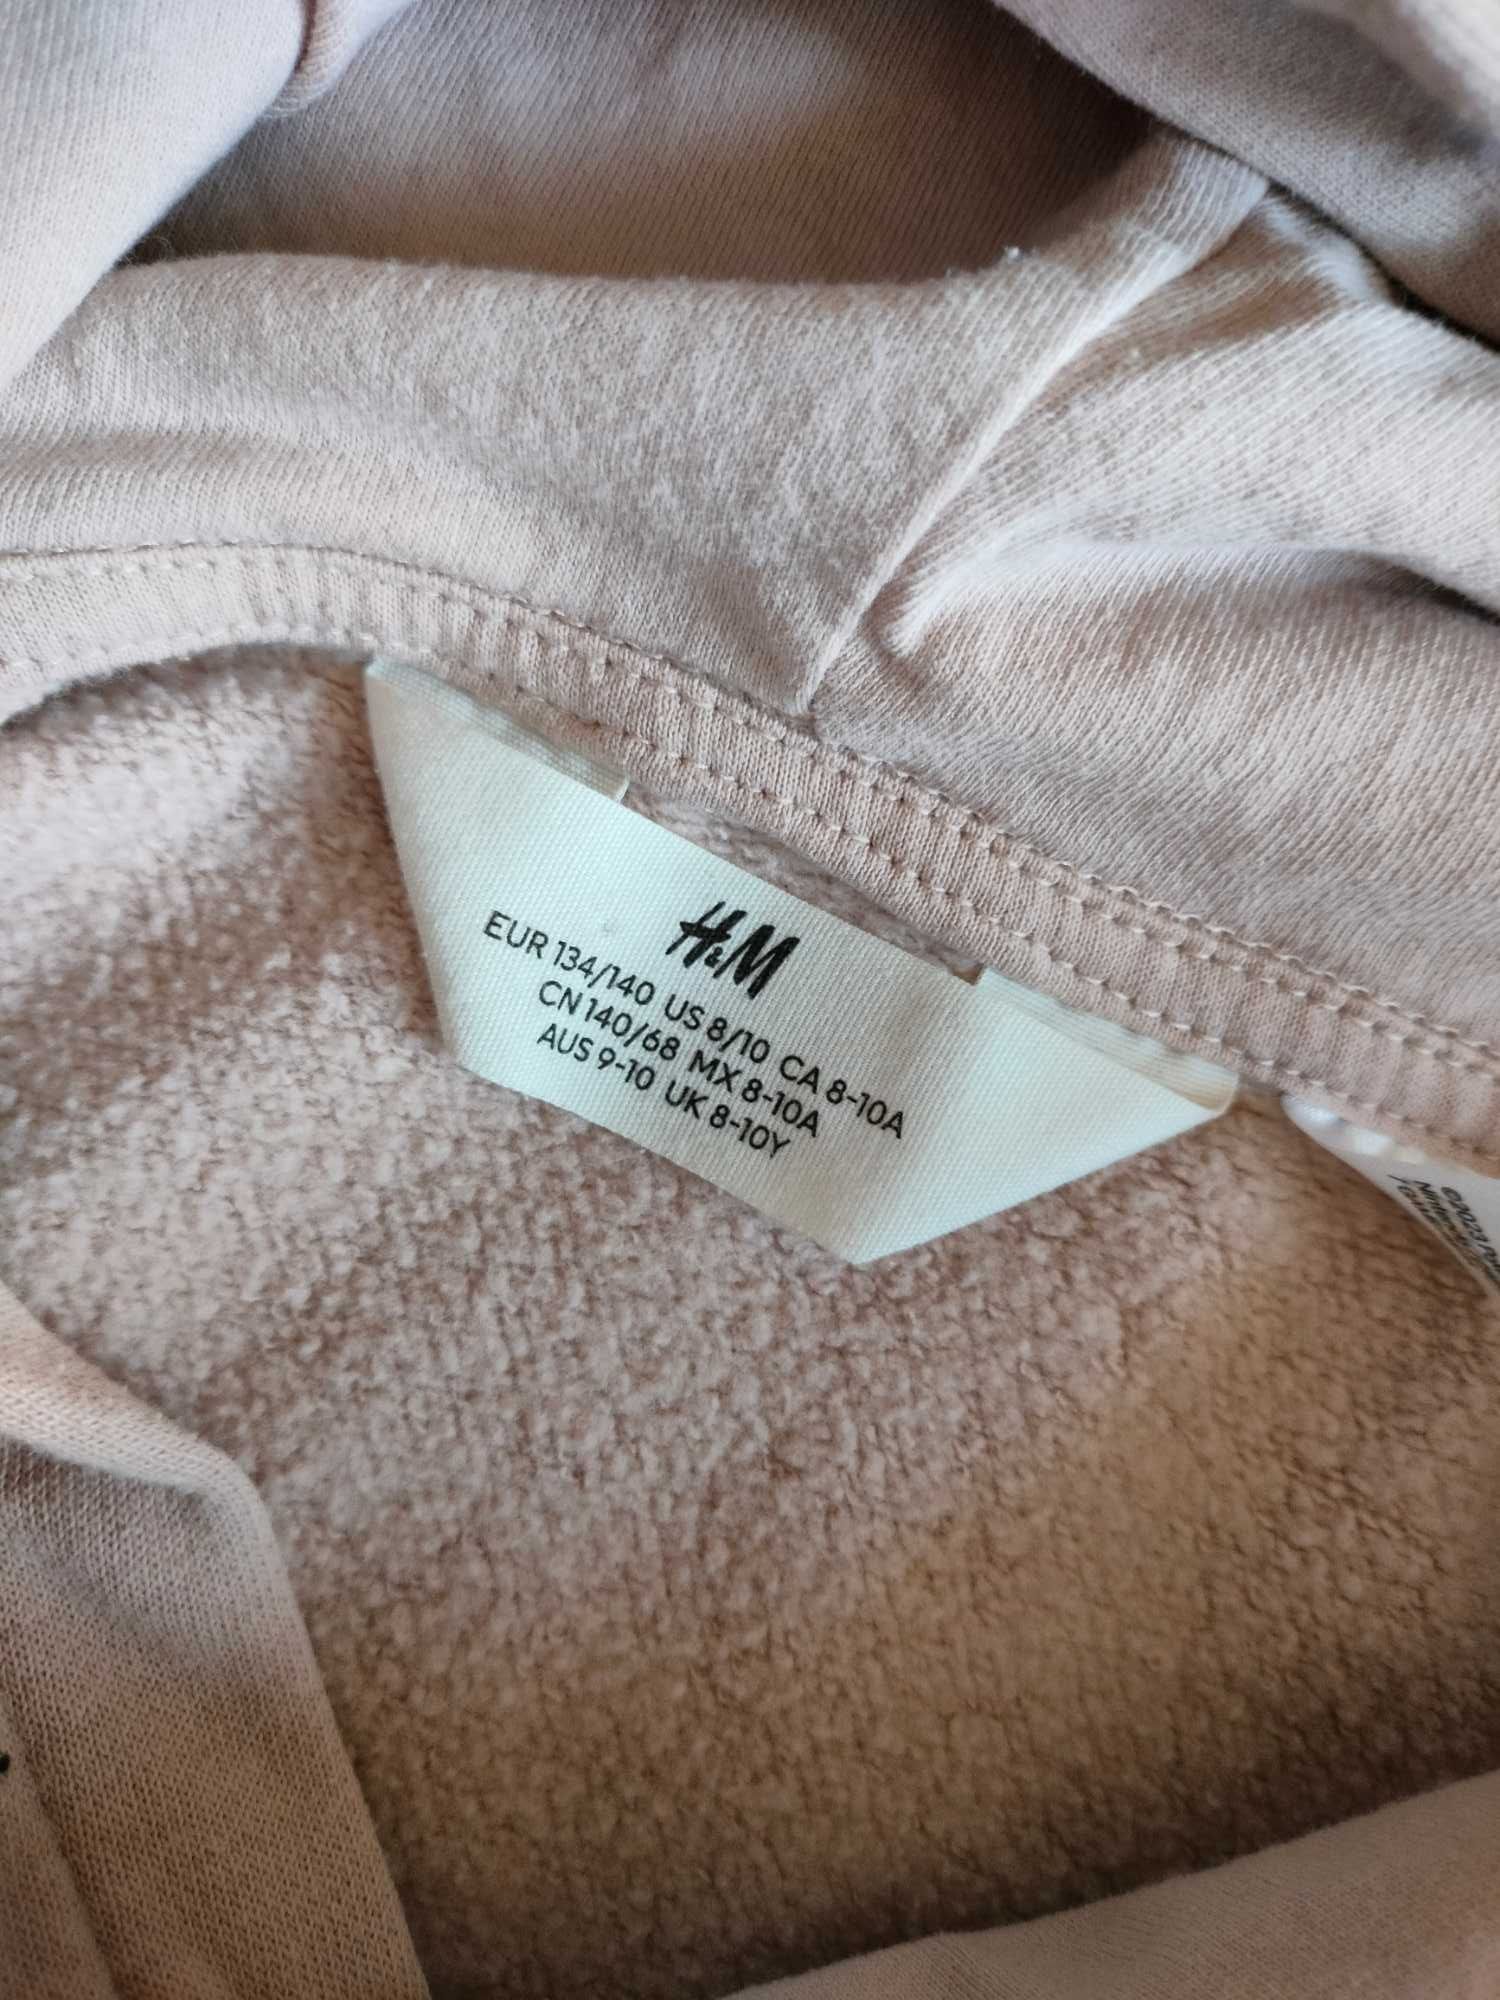 H&M
EUR 134/140 US 8/10 CA 8-10A
CN 140/68 MX 8-10A
AUS 9-10 UK 8-10Y